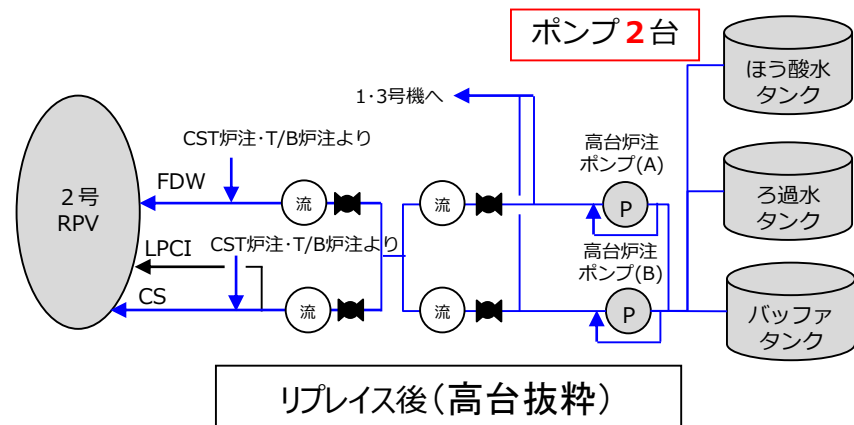 ポンプ2台
ほう酸水
タンク
1・3号機へ
高台炉注
ポンプ(A)
CST炉注・T/B炉注より
FDW
流
流
P
ろ過水
タンク
2号
RPV
LPCI
CST炉注・T/B炉注より
高台炉注
ポンプ(B)
CS
流
流
P
バッファ
タンク
リプレイス後(高台抜粋)